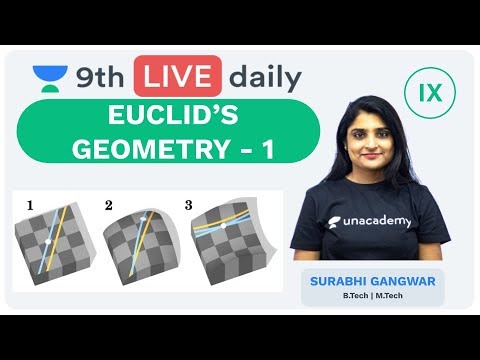 9th LIVE daily
IX
EUCLID'S
GEOMETRY - 1
1 2 3
unacademy
SURABHI GANGWAR
B.Tech | M.Tech